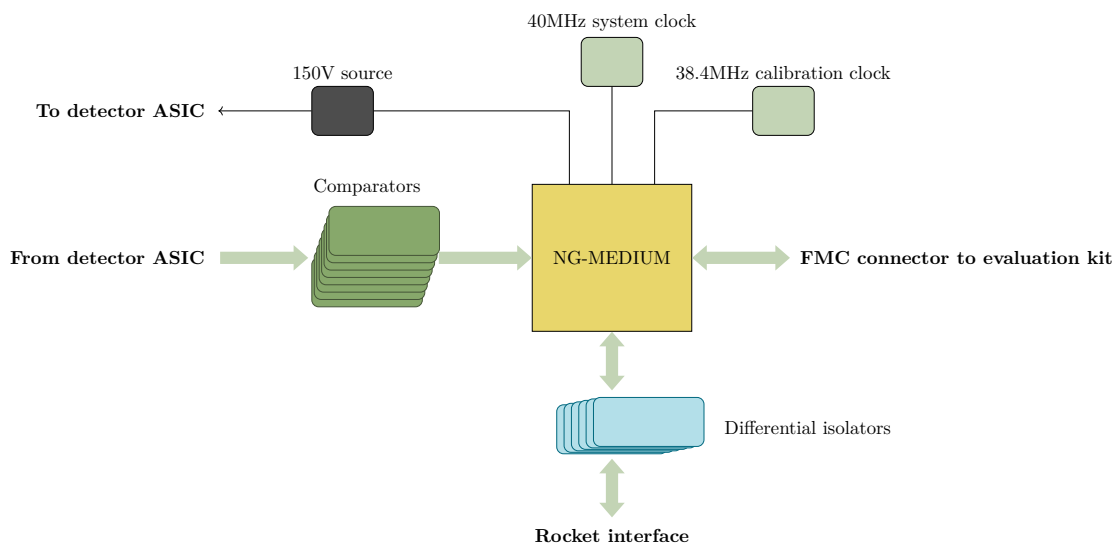 40MHz system clock
150V source
38.4MHz calibration clock
To detector ASIC
Comparators
From detector ASIC
NG-MEDIUM
FMC connector to evaluation kit
Differential isolators
Rocket interface